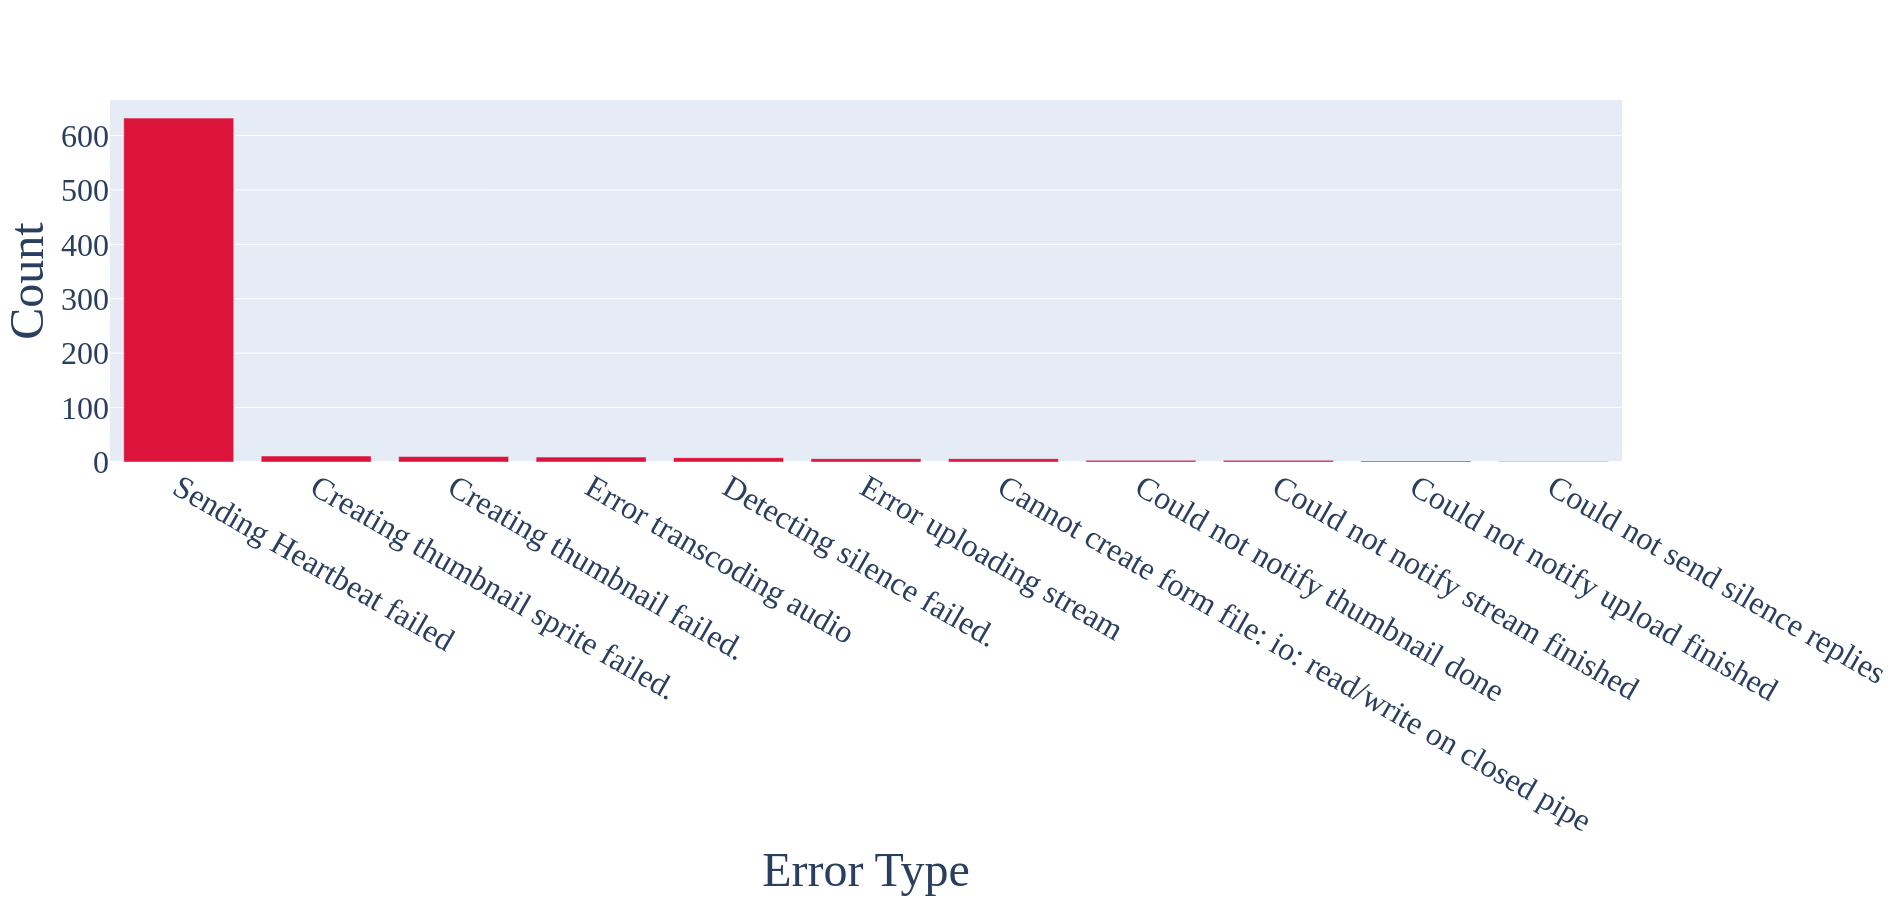 Count
600
500
400
300
200
100
0
Sending Heartbeat failed
Creating thumbnail sprite failed.
Creating thumbnail failed.
Error transcoding audio
Detecting silence failed.
Error uploading stream
Cannot create form file: io: read/write on closed pipe
Could not notify thumbnail done
Could not notify stream finished
Could not notify upload finished
Could not send silence replies
Error Type